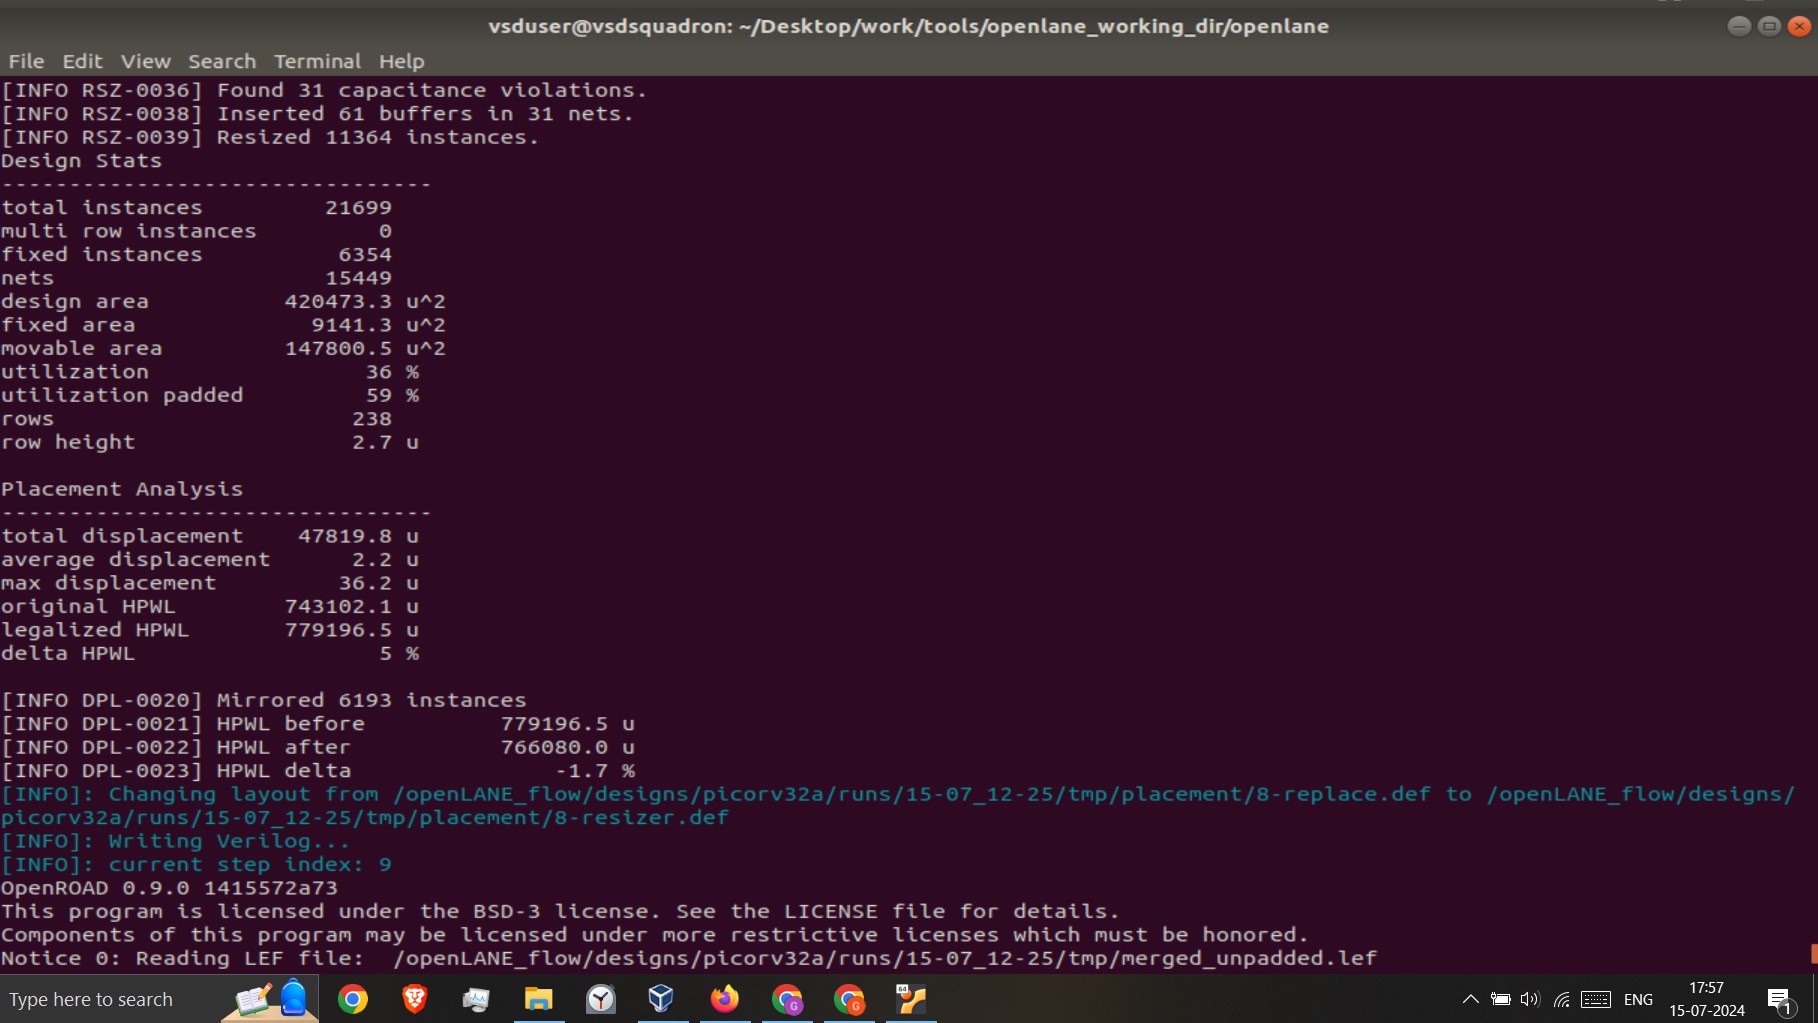 vsduser@vsdsquadron: ~/Desktop/work/tools/openlane_working_dir/openlane
File Edit View Search Terminal Help
[INFO RSZ-0036] Found 31 capacitance violations.
[INFO RSZ-0038] Inserted 61 buffers in 31 nets.
[INFO RSZ-0039] Resized 11364 instances.
Design Stats
--------------------------------
total instances         21699
multi row instances         0
fixed instances          6354
nets                    15449
design area          420473.3 u^2
fixed area             9141.3 u^2
movable area         147800.5 u^2
utilization                36 %
utilization padded         59 %
rows                      238
row height                2.7 u
Placement Analysis
--------------------------------
total displacement    47819.8 u
average displacement      2.2 u
max displacement         36.2 u
original HPWL        743102.1 u
legalized HPWL       779196.5 u
delta HPWL                  5 %
[INFO DPL-0020] Mirrored 6193 instances
[INFO DPL-0021] HPWL before          779196.5 u
[INFO DPL-0022] HPWL after           766080.0 u
[INFO DPL-0023] HPWL delta               -1.7 %
[INFO]: Changing layout from /openLANE_flow/designs/picorv32a/runs/15-07_12-25/tmp/placement/8-replace.def to /openLANE_flow/designs/
picorv32a/runs/15-07_12-25/tmp/placement/8-resizer.def
[INFO]: Writing Verilog...
[INFO]: current step index: 9
OpenROAD 0.9.0 1415572a73
This program is licensed under the BSD-3 license. See the LICENSE file for details.
Components of this program may be licensed under more restrictive licenses which must be honored.
Notice 0: Reading LEF file:  /openLANE_flow/designs/picorv32a/runs/15-07_12-25/tmp/merged_unpadded.lef
Type here to search
G
G
64
ENG
17:57
15-07-2024
1